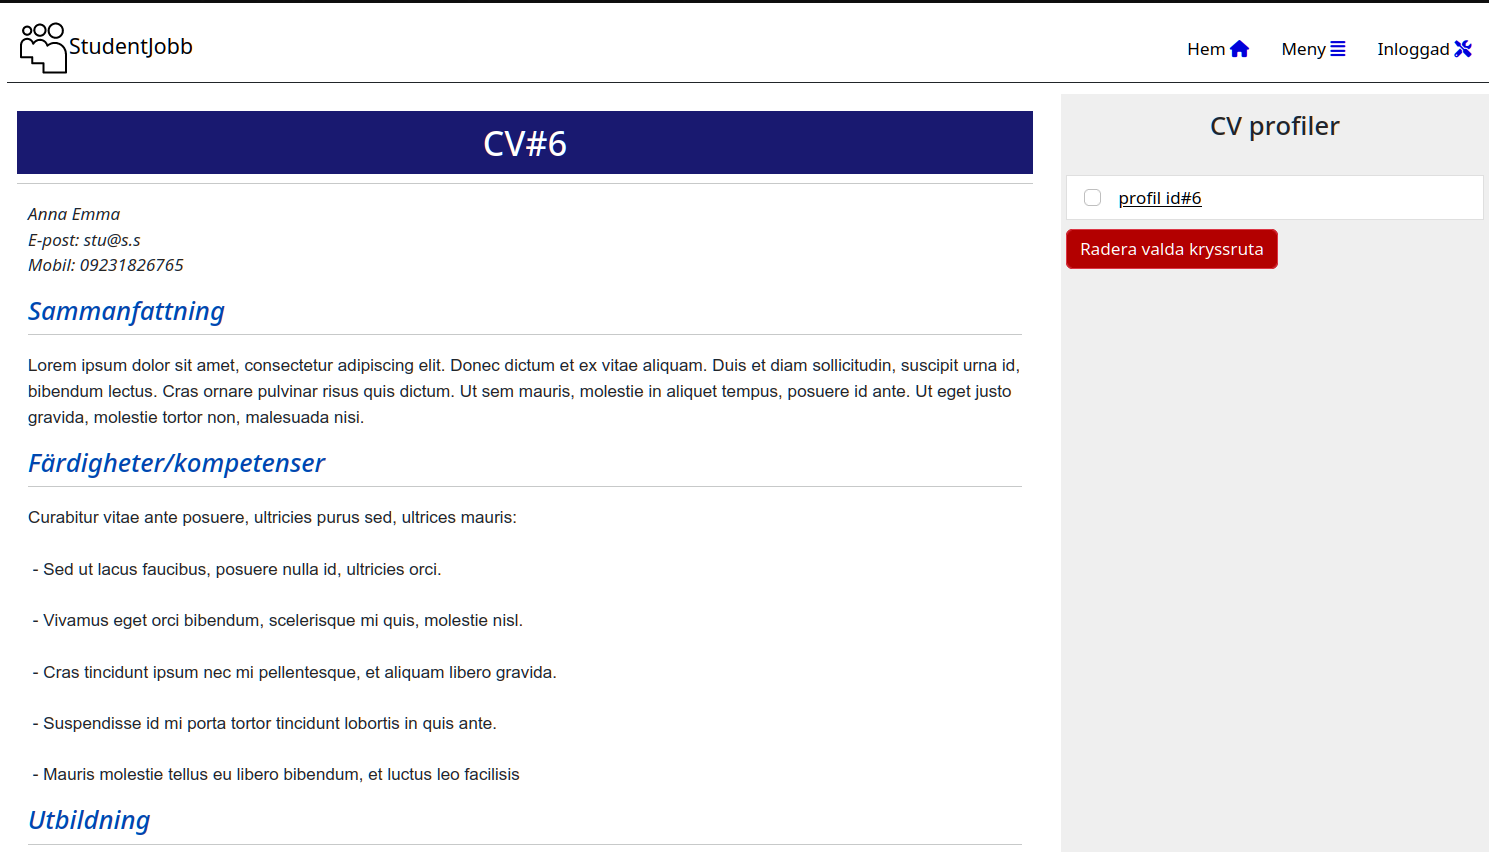 StudentJobb
Hem
Meny
Inloggad
CV#6
Anna Emma
E-post: stu@s.s
Mobil: 09231826765
Sammanfattning
Lorem ipsum dolor sit amet, consectetur adipiscing elit. Donec dictum et ex vitae aliquam. Duis et diam sollicitudin, suscipit urna id,
bibendum lectus. Cras ornare pulvinar risus quis dictum. Ut sem mauris, molestie in aliquet tempus, posuere id ante. Ut eget justo
gravida, molestie tortor non, malesuada nisi.
Färdigheter/kompetenser
Curabitur vitae ante posuere, ultricies purus sed, ultrices mauris:
- Sed ut lacus faucibus, posuere nulla id, ultricies orci.
- Vivamus eget orci bibendum, scelerisque mi quis, molestie nisl.
- Cras tincidunt ipsum nec mi pellentesque, et aliquam libero gravida.
- Suspendisse id mi porta tortor tincidunt lobortis in quis ante.
- Mauris molestie tellus eu libero bibendum, et luctus leo facilisis
Utbildning
CV profiler
profil id#6
Radera valda kryssruta